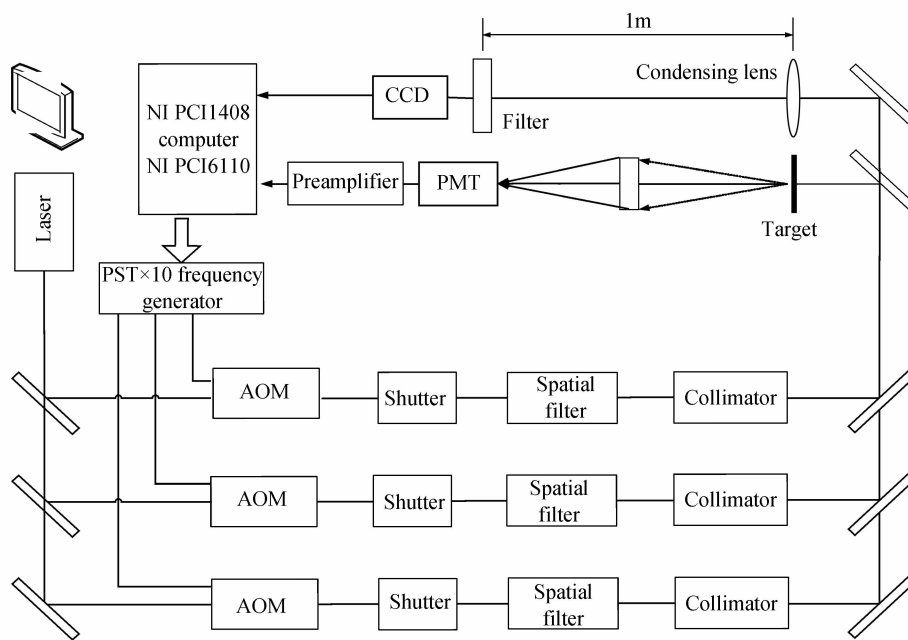 1m
Condensing lens
NI PCI1408
computer
NI PCI6110
CCD
Filter
Preamplifier
PMT
Target
Laser
PST×10 frequency
generator
AOM
Shutter
Spatial
filter
Collimator
AOM
Shutter
Spatial
filter
Collimator
AOM
Shutter
Spatial
filter
Collimator